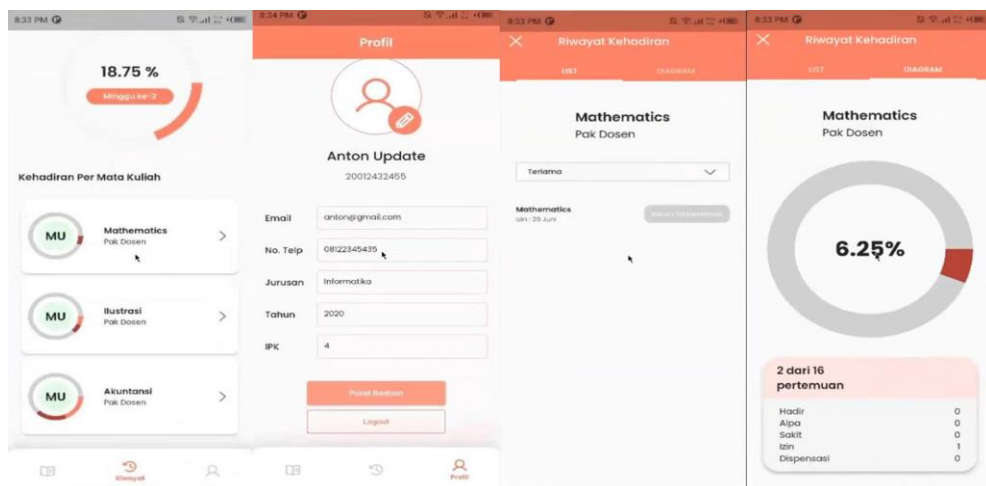 8:33 PM
18.75 %
Minggu ke-2
Kehadiran Per Mata Kuliah
MU
Mathematics
Pak Dosen
MU
Ilustrasi
Pak Dosen
MU
Akuntansi
Pak Dosen
Riwayat
8:34 PM
Profil
Anton Update
20012432455
Email
anton@gmail.com
No. Telp
08122345435
Jurusan
Informatika
Tahun
2020
IPK
4
Pusat Bantuan
Logout
Profil
8:33 PM
Riwayat Kehadiran
LIST
DIAGRAM
Mathematics
Pak Dosen
Terlama
Mathematics
8:33 PM
Riwayat Kehadiran
LIST
DIAGRAM
Mathematics
Pak Dosen
6.25%
2 dari 16
pertemuan
Hadir 0
Alpa 0
Sakit 0
Izin 1
Dispensasi 0